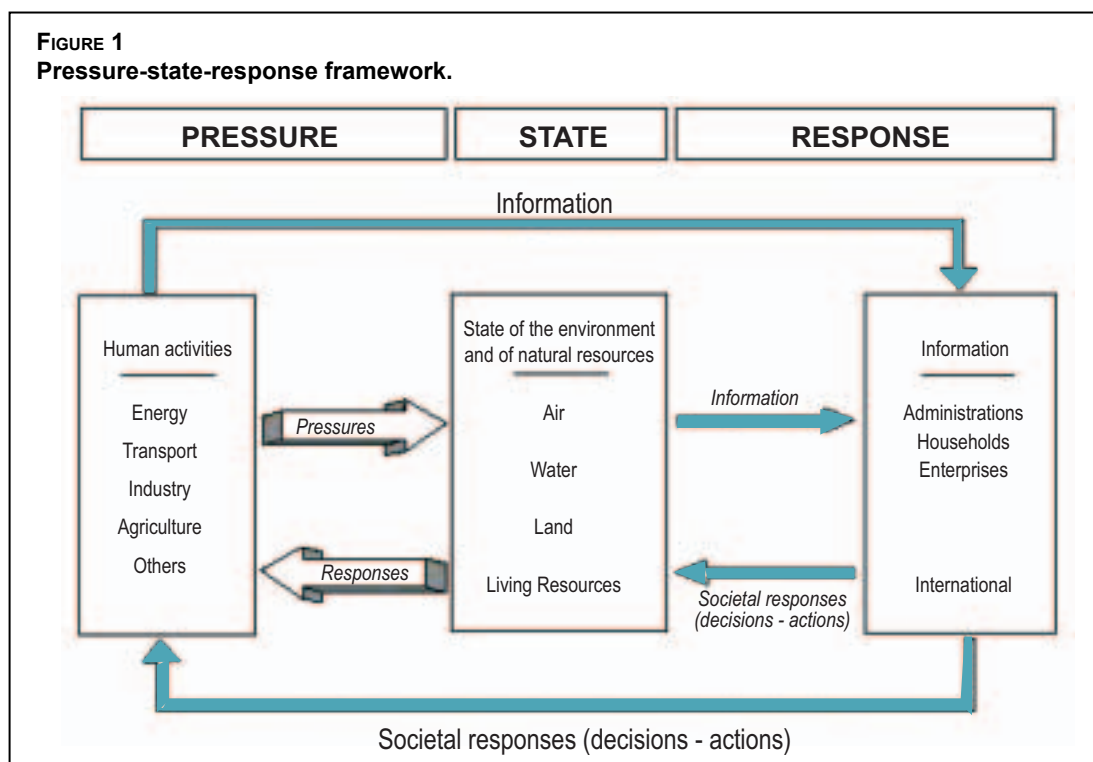 FIGURE 1
Pressure-state-response framework.
PRESSURE
STATE
RESPONSE
Information
Human activities
Energy
Transport
Industry
Agriculture
Others
Pressures
Responses
State of the environment
and of natural resources
Air
Water
Land
Living Resources
Information
Societal responses
(decisions - actions)
Information
Administrations
Households
Enterprises
International
Societal responses (decisions - actions)